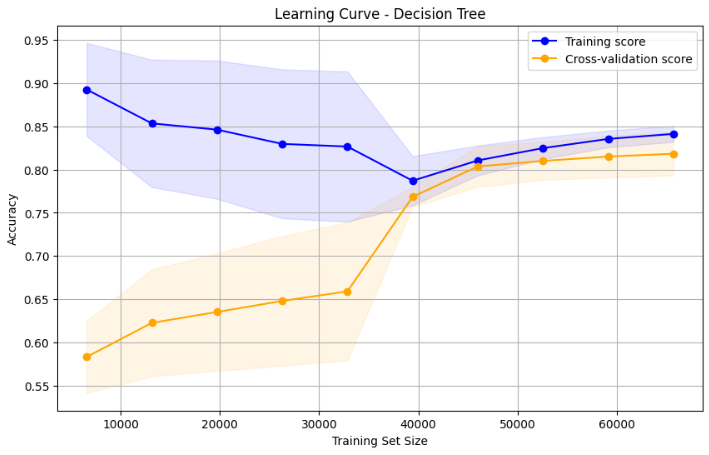 Learning Curve - Decision Tree
Training score
Cross-validation score
Accuracy
0.95
0.90
0.85
0.80
0.75
0.70
0.65
0.60
0.55
10000 20000 30000 40000 50000 60000
Training Set Size